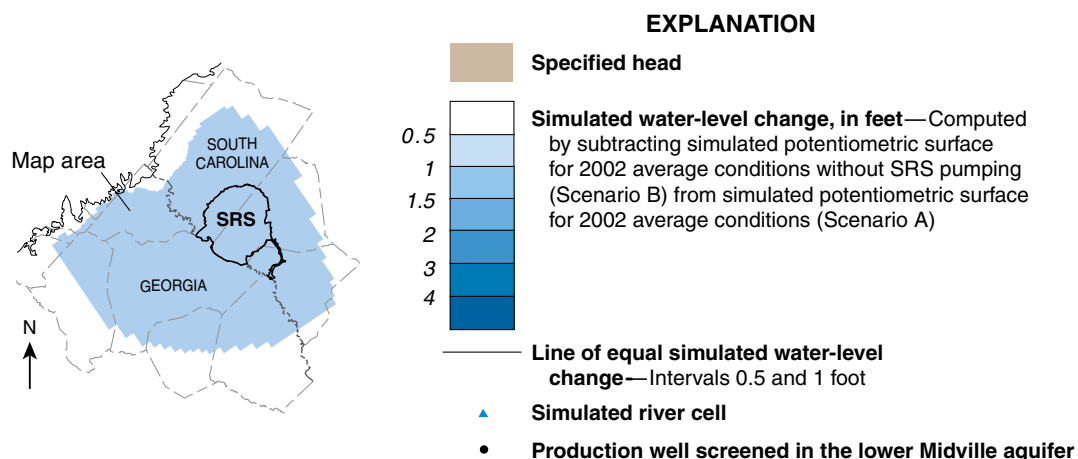 EXPLANATION
Specified head
Simulated water-level change, in feet—Computed
by subtracting simulated potentiometric surface
for 2002 average conditions without SRS pumping
(Scenario B) from simulated potentiometric surface
for 2002 average conditions (Scenario A)
0.5
1
1.5
2
3
4
Line of equal simulated water-level
change—Intervals 0.5 and 1 foot
Simulated river cell
Production well screened in the lower Midville aquifer
Map area
SOUTH
CAROLINA
SRS
GEORGIA
N